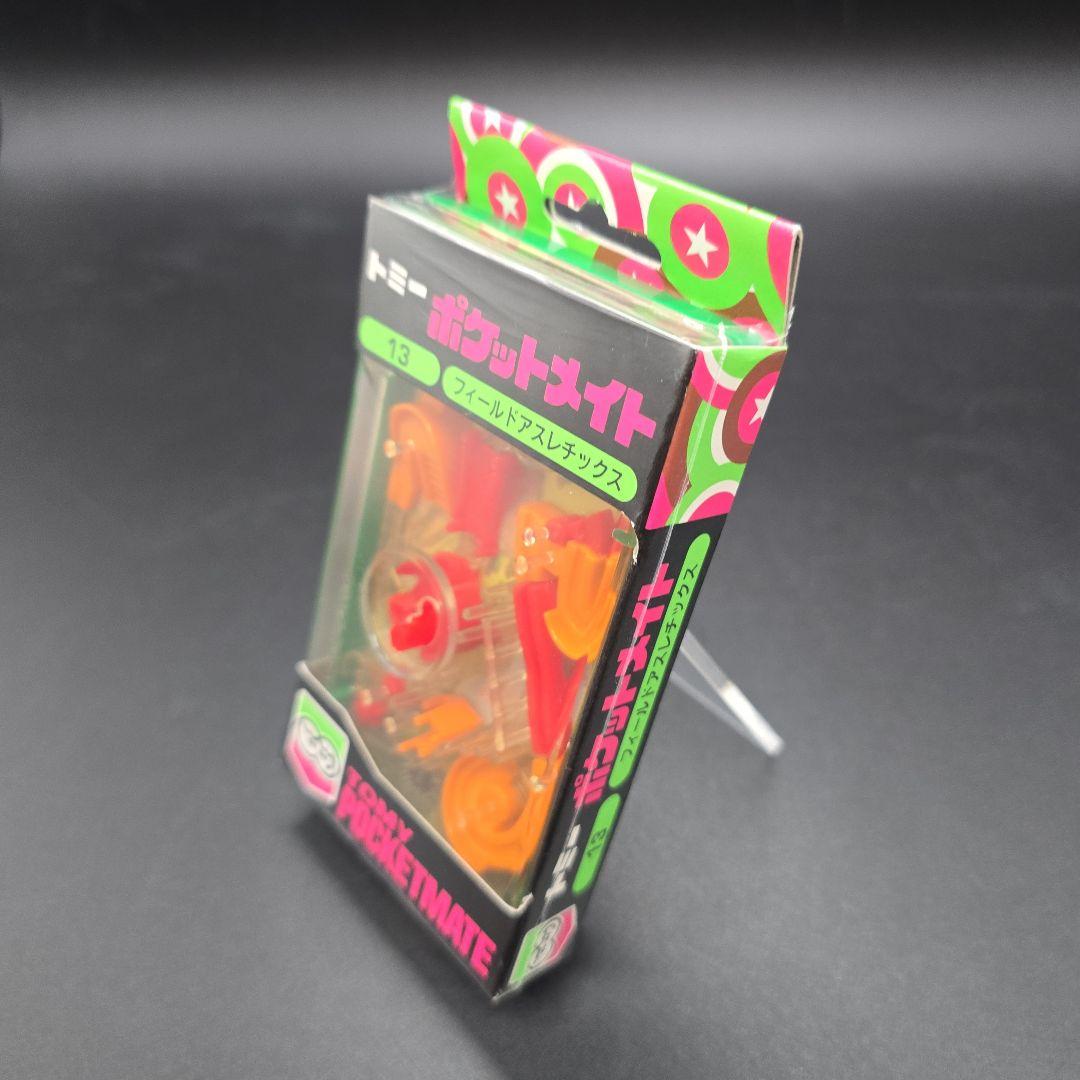 トミー
ポケットメイト
13
フィールドアスレチックス
TOMY
POCKETMATE
トミー
ポケットメイト
13
フィールドアスレチックス